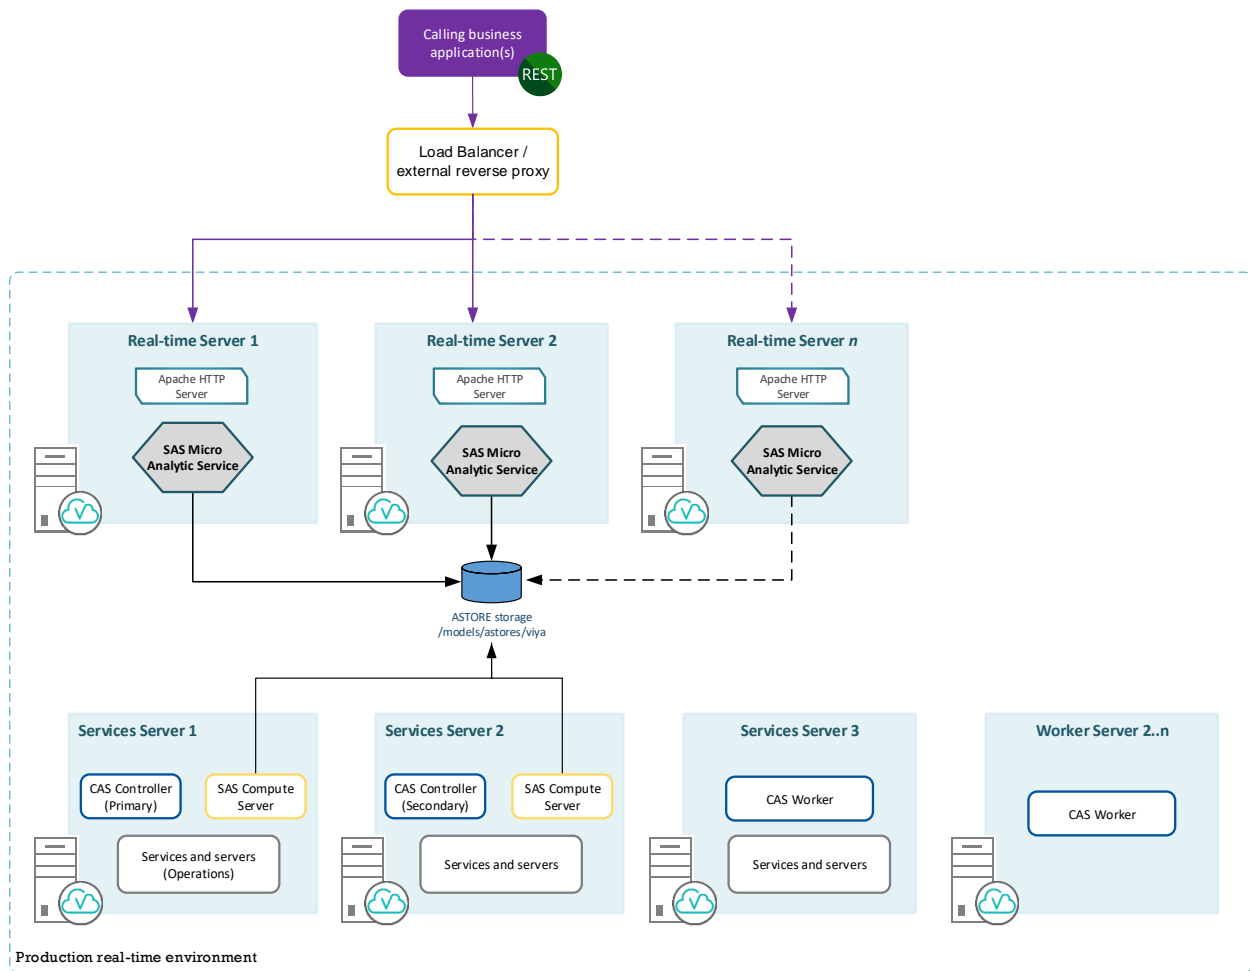 Calling business
application(s)
REST
Load Balancer /
external reverse proxy
Real-time Server 1
Real-time Server 2
Real-time Server n
Apache HTTP
Server
Apache HTTP
Server
Apache HTTP
Server
SAS Micro
Analytic Service
SAS Micro
Analytic Service
SAS Micro
Analytic Service
ASTORE storage
/models/astores/viya
Services Server 1
Services Server 2
Services Server 3
Worker Server 2..n
CAS Controller
(Primary)
SAS Compute
Server
CAS Controller
(Secondary)
SAS Compute
Server
CAS Worker
CAS Worker
Services and servers
(Operations)
Services and servers
Services and servers
Production real-time environment